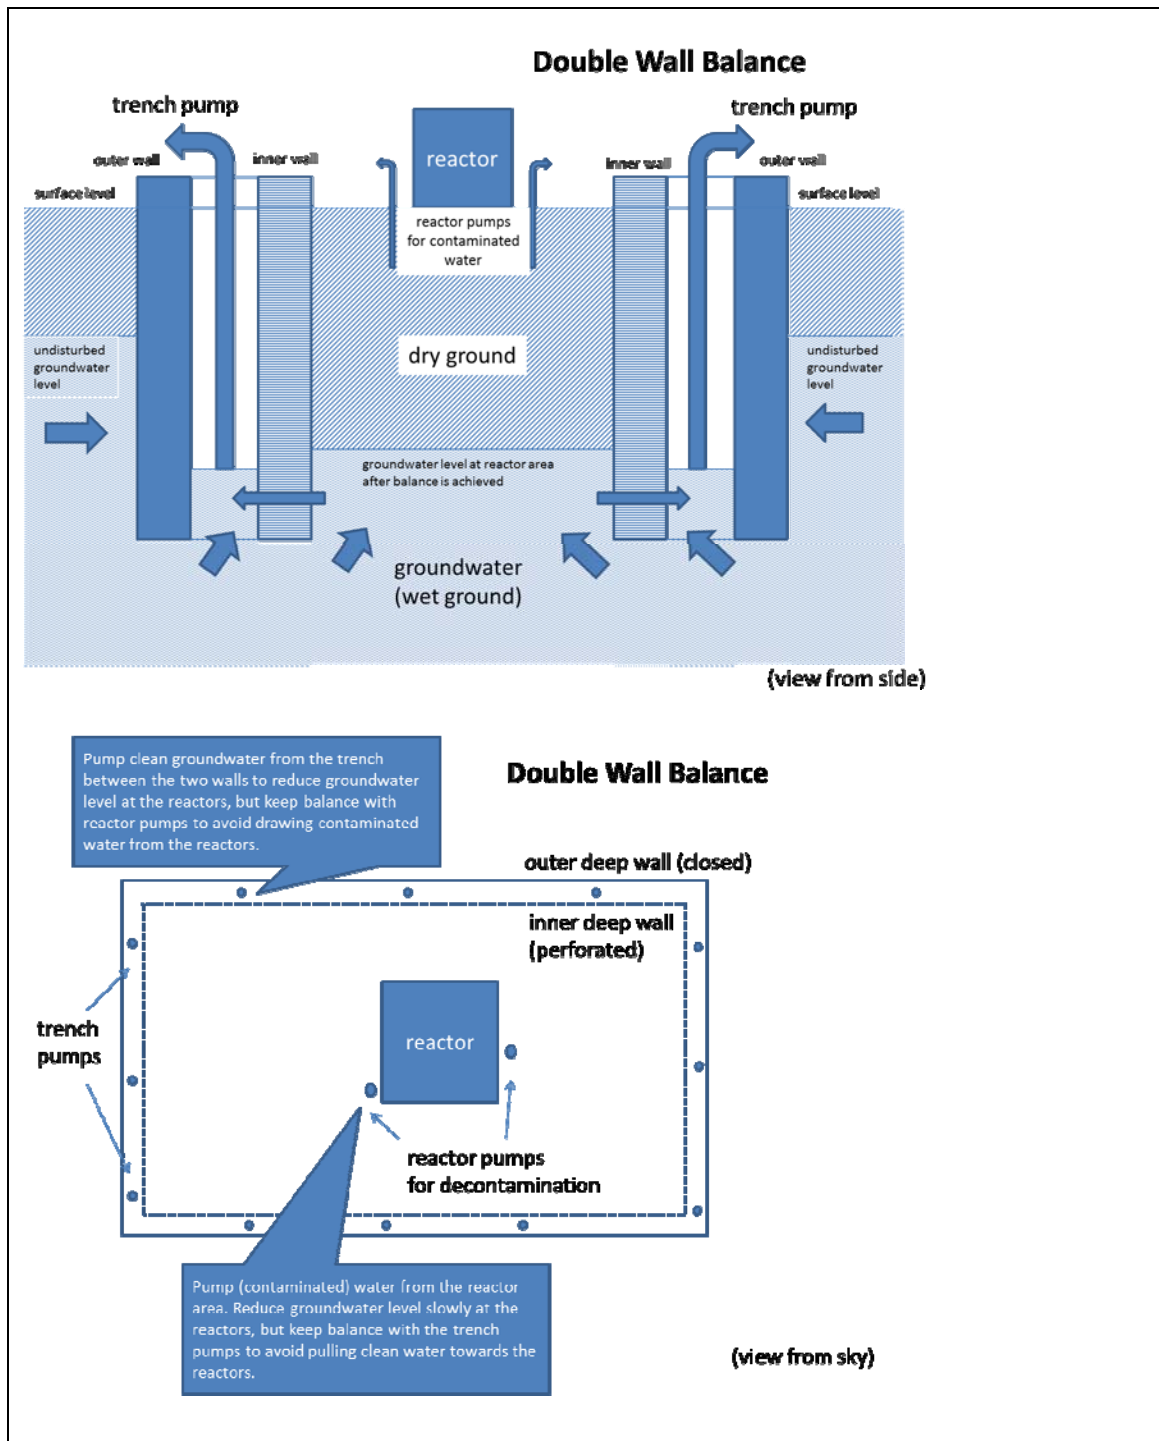 Double Wall Balance
trench pump
trench pump
outer wall
inner wall
reactor
inner wall
outer wall
surface level
surface level
reactor pumps
for contaminated
water
undisturbed
groundwater
level
dry ground
undisturbed
groundwater
level
groundwater level at reactor area
after balance is achieved
groundwater
(wet ground)
(view from side)
Pump clean groundwater from the trench
between the two walls to reduce groundwater
level at the reactors, but keep balance with
reactor pumps to avoid drawing contaminated
water from the reactors.
Double Wall Balance
outer deep wall (closed)
inner deep wall
(perforated)
trench
pumps
reactor
reactor pumps
for decontamination
Pump (contaminated) water from the reactor
area. Reduce groundwater level slowly at the
reactors, but keep balance with the trench
pumps to avoid pulling clean water towards the
reactors.
(view from sky)